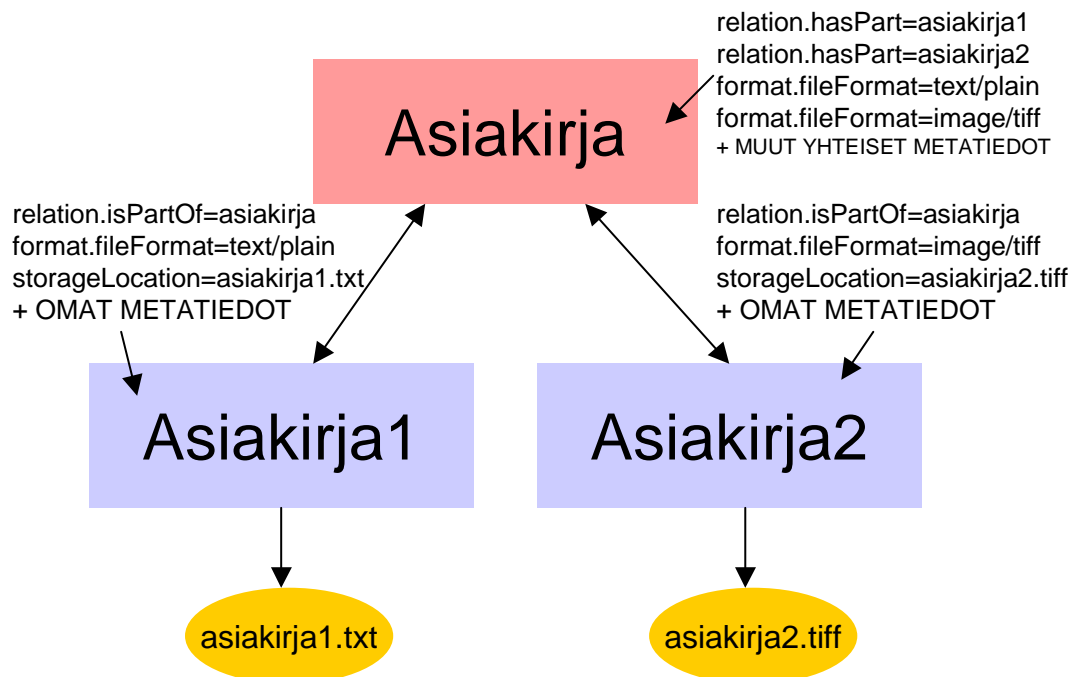 relation.hasPart=asiakirja1
relation.hasPart=asiakirja2
format.fileFormat=text/plain
format.fileFormat=image/tiff
+ MUUT YHTEISET METATIEDOT
Asiakirja
relation.isPartOf=asiakirja
format.fileFormat=text/plain
storageLocation=asiakirja1.txt
+ OMAT METATIEDOT
relation.isPartOf=asiakirja
format.fileFormat=image/tiff
storageLocation=asiakirja2.tiff
+ OMAT METATIEDOT
Asiakirja1
Asiakirja2
asiakirja1.txt
asiakirja2.tiff